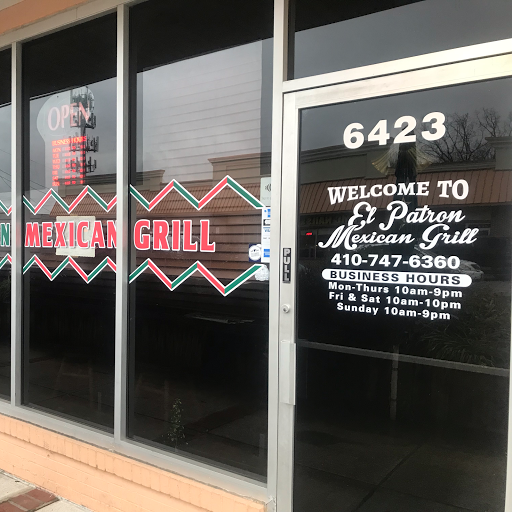 OPEN
N MEXICAN GRILL
6423
WELCOME TO
El Patron
Mexican Grill
410-747-6360
BUSINESS HOURS
Mon-Thurs 10am-9pm
Fri & Sat 10am-10pm
Sunday 10am-9pm
PULL